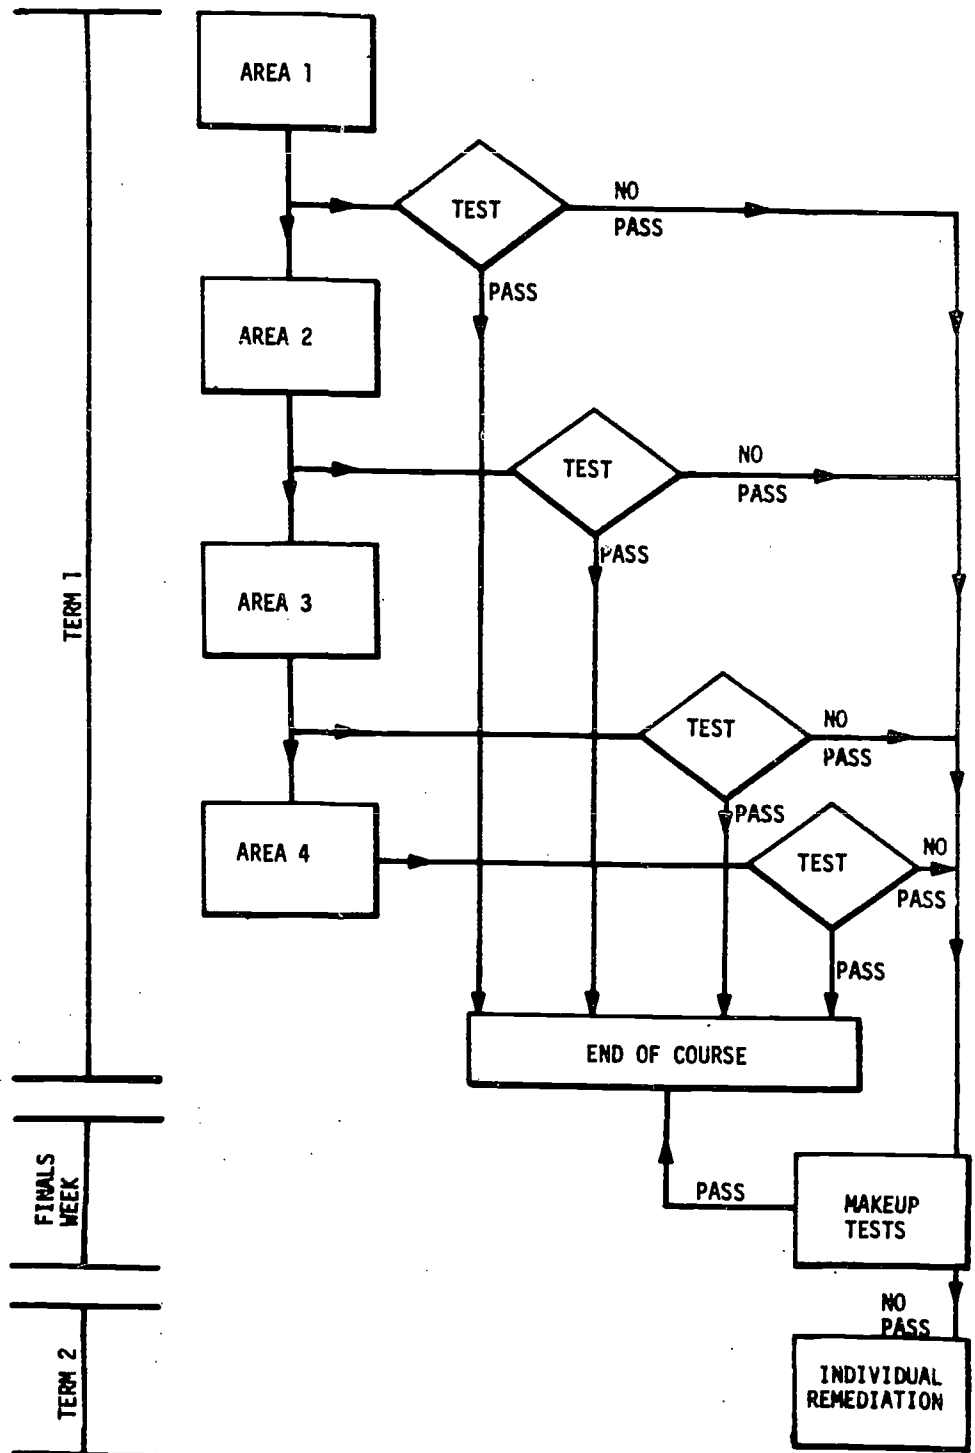 AREA 1
TEST
NO
PASS
PASS
AREA 2
TEST
NO
PASS
PASS
AREA 3
TERM 1
TEST
NO
PASS
PASS
AREA 4
TEST
NO
PASS
PASS
END OF COURSE
FINALS
WEEK
PASS
MAKEUP
TESTS
NO
PASS
TERM 2
INDIVIDUAL
REMEDIATION